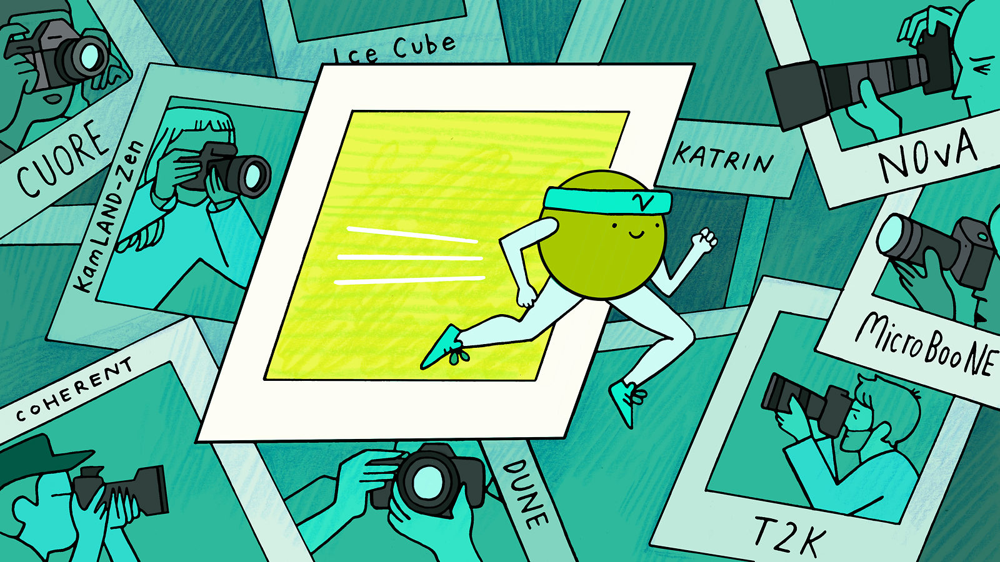 Ice Cube
CUORE
KamLAND-Zen
KATRIN
NOvA
ν
MicroBooNE
COHERENT
DUNE
T2K